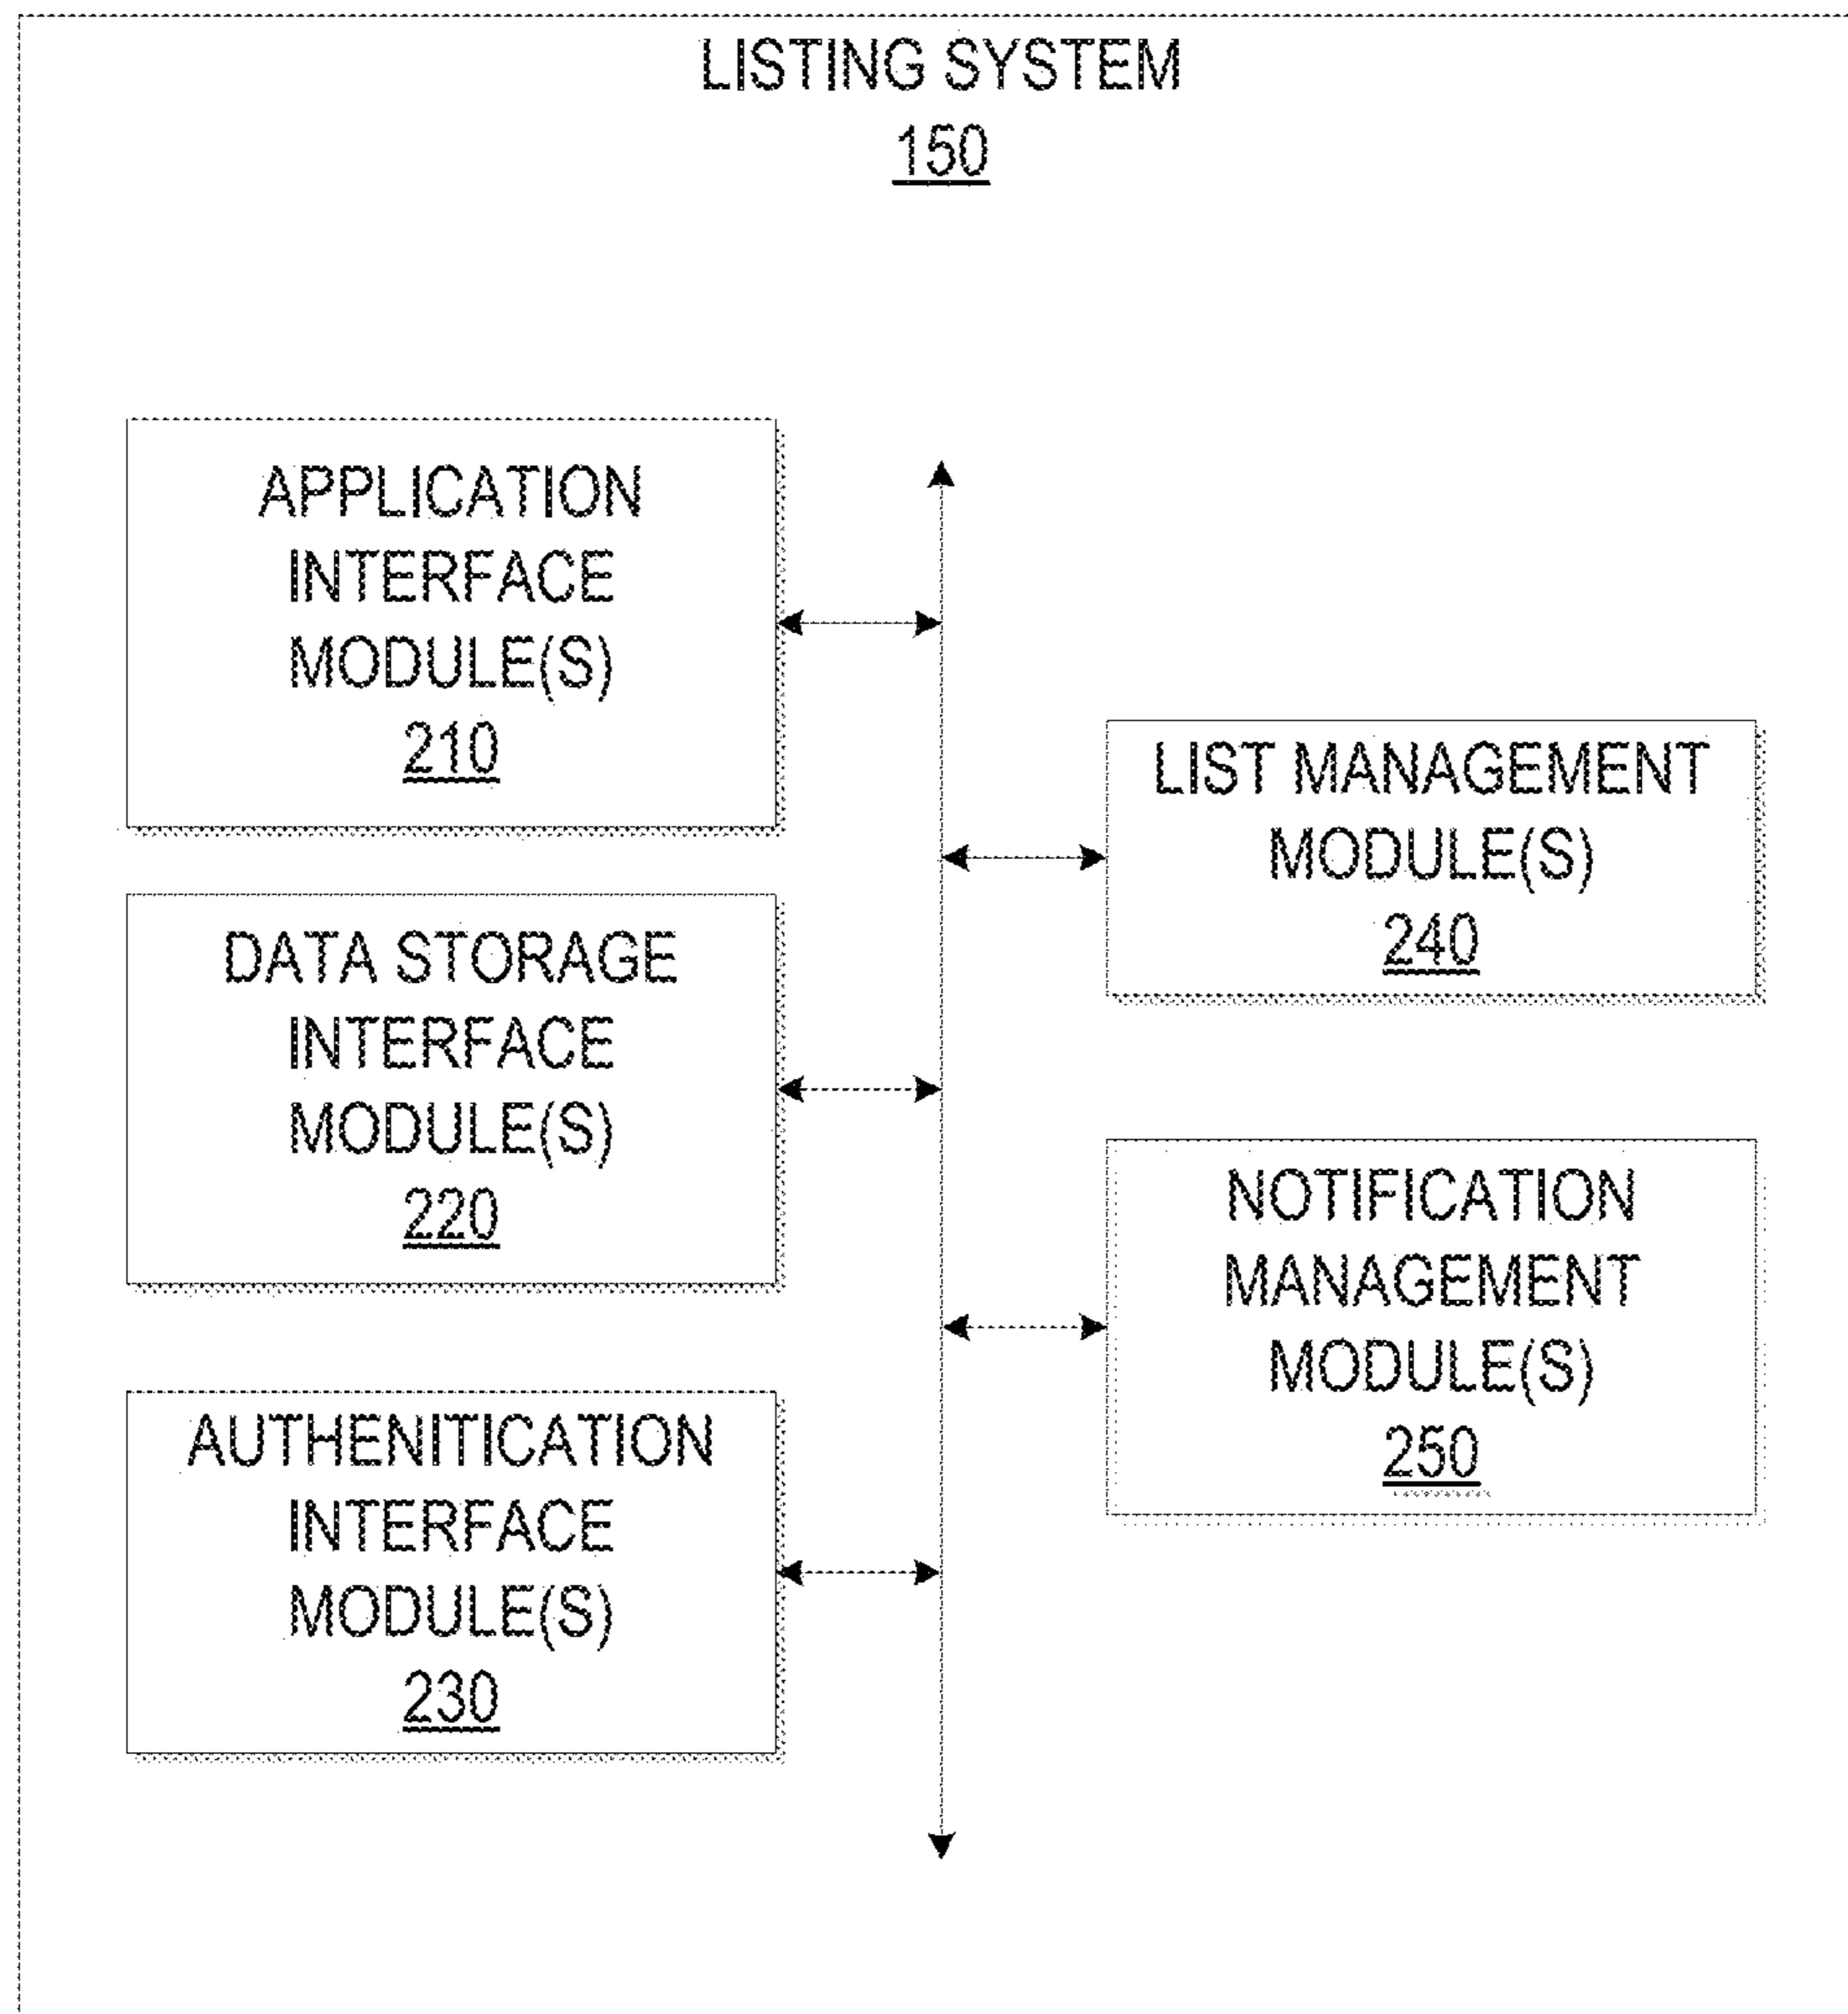 LISTING SYSTEM
150
APPLICATION
INTERFACE
MODULE(S)
210
DATA STORAGE
INTERFACE
MODULE(S)
220
AUTHENITICATION
INTERFACE
MODULE(S)
230
LIST MANAGEMENT
MODULE(S)
240
NOTIFICATION
MANAGEMENT
MODULE(S)
250